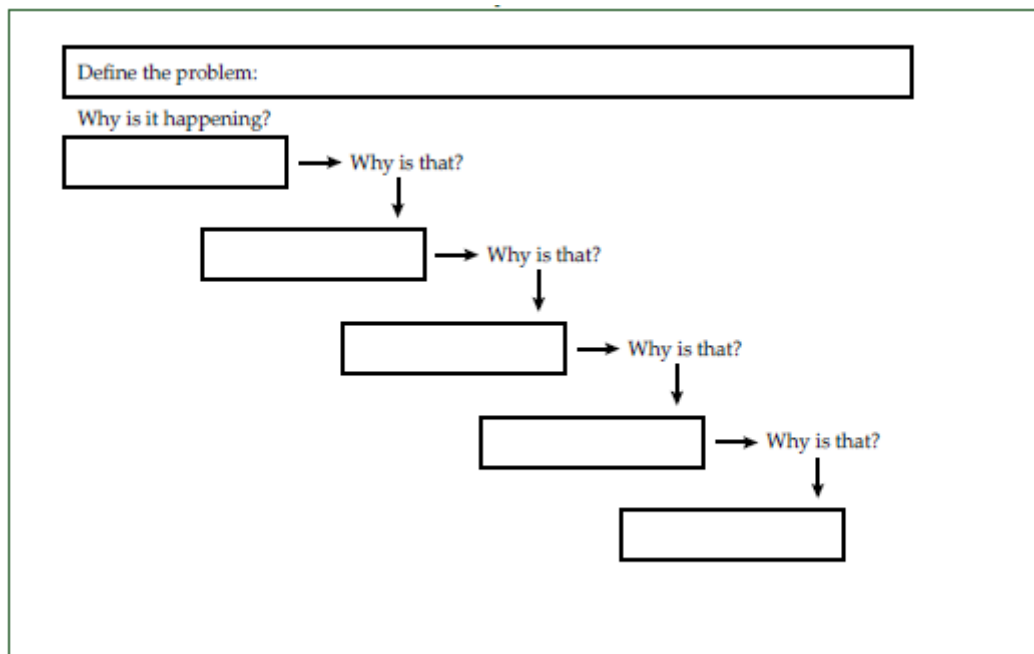 Define the problem:
Why is it happening?
Why is that?
Why is that?
Why is that?
Why is that?